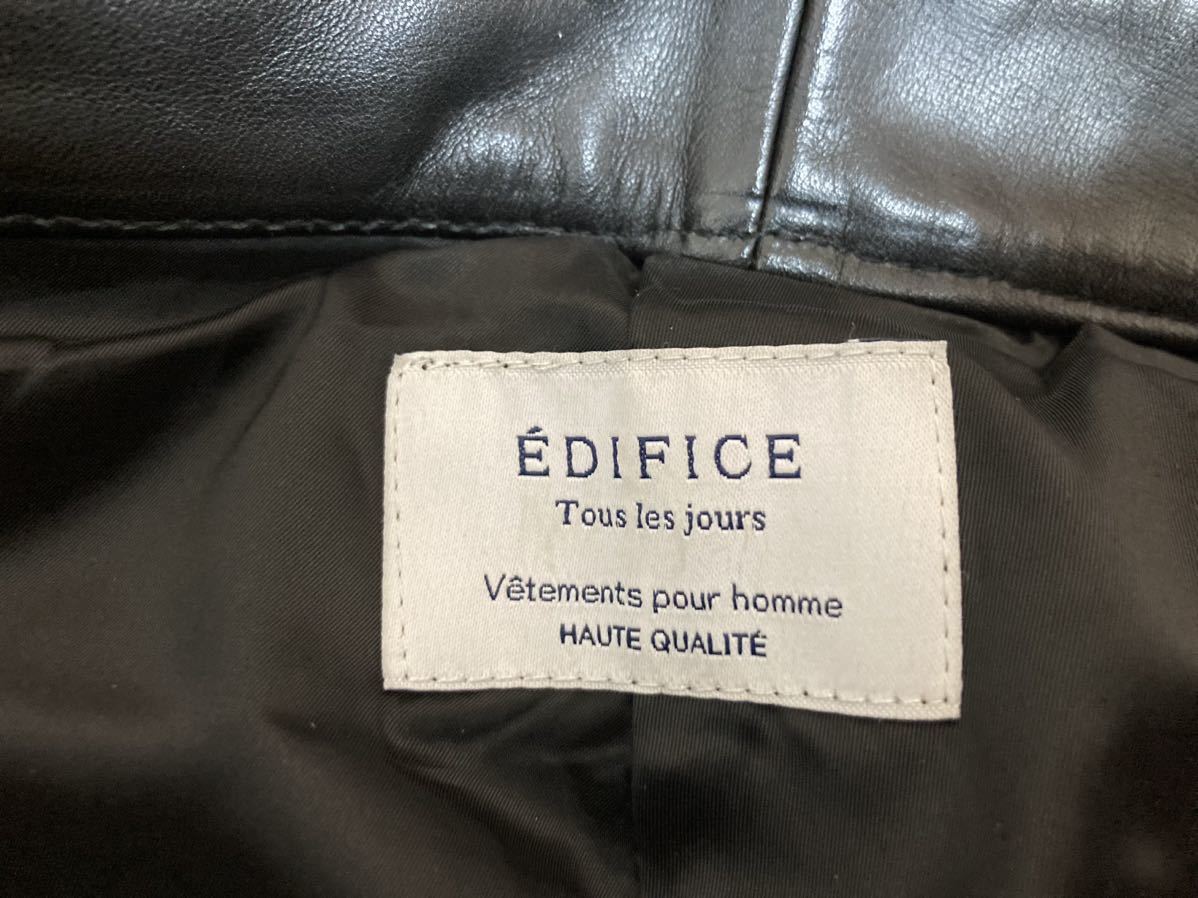 ÉDIFICE
Tous les jours
Vêtements pour homme
HAUTE QUALITÉ